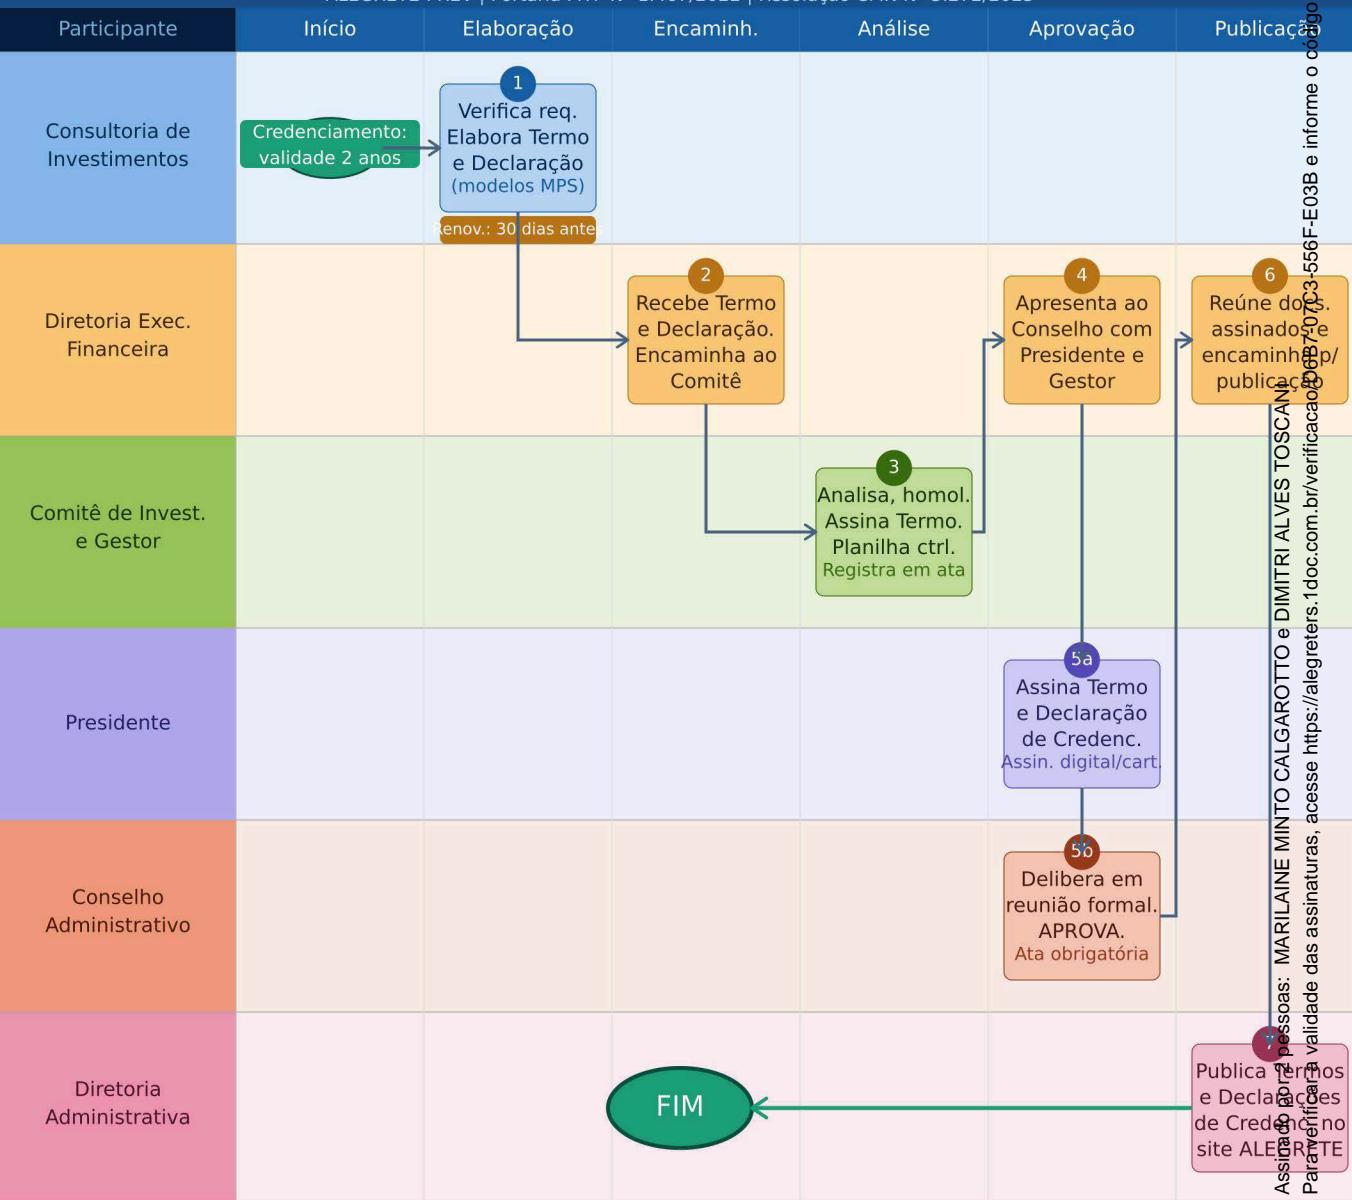 Participante
Início
Elaboração
Encaminh.
Análise
Aprovação
Publicação
Consultoria de
Investimentos
Credenciamento:
validade 2 anos
1
Verifica req.
Elabora Termo
e Declaração
(modelos MPS)
Renov.: 30 dias antes
Diretoria Exec.
Financeira
2
Recebe Termo
e Declaração.
Encaminha ao
Comitê
4
Apresenta ao
Conselho com
Presidente e
Gestor
6
Reúne docs.
assinados e
encaminha p/
publicação
Comitê de Invest.
e Gestor
3
Analisa, homol.
Assina Termo.
Planilha ctrl.
Registra em ata
Presidente
5a
Assina Termo
e Declaração
de Credenc.
Assin. digital/cart.
Conselho
Administrativo
5b
Delibera em
reunião formal.
APROVA.
Ata obrigatória
Diretoria
Administrativa
FIM
7
Publica Termos
e Declarações
de Credenc. no
site ALEGRETE
Assinado por 2 pessoas: MARILAINE MINTO CALGAROTTO e DIMITRI ALVES TOSCANI
Para verificar a validade das assinaturas, acesse https://alegreters.1doc.com.br/verificacao/D6B7-07C3-556F-E03B e informe o código